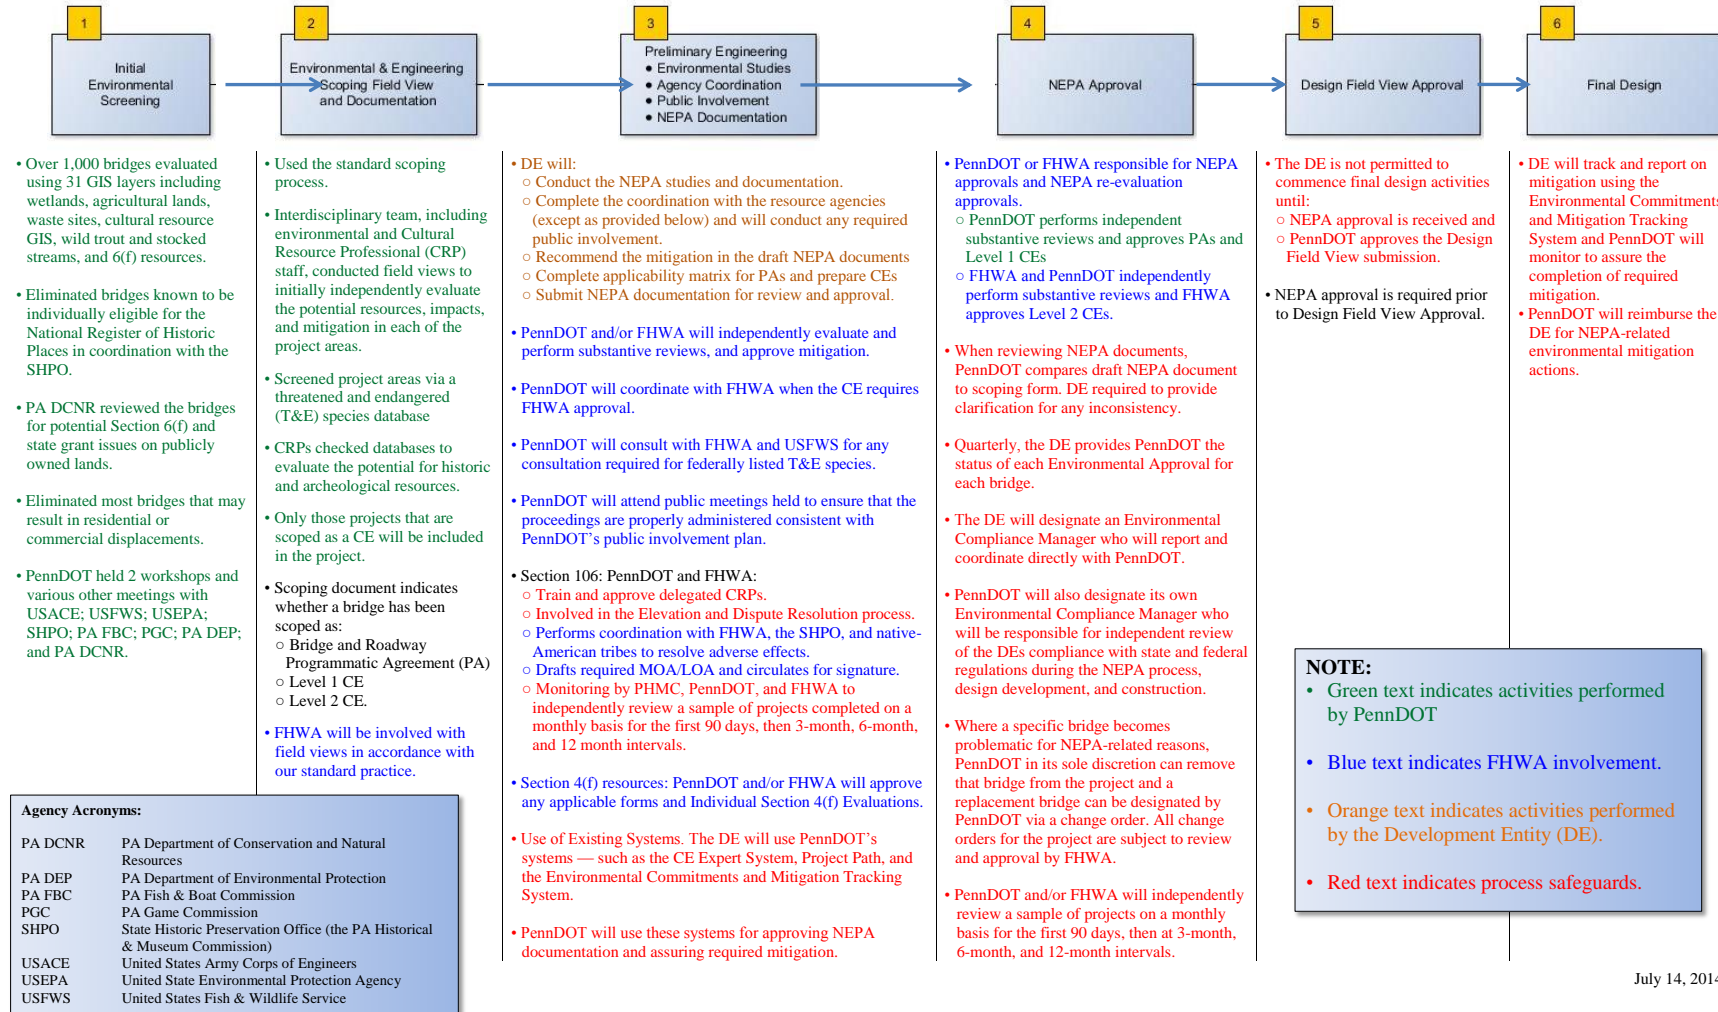 1
Initial
Environmental
Screening
2
Environmental & Engineering
Scoping Field View
and Documentation
3
Preliminary Engineering
● Environmental Studies
● Agency Coordination
● Public Involvement
● NEPA Documentation
4
NEPA Approval
5
Design Field View Approval
6
Final Design
• Over 1,000 bridges evaluated
using 31 GIS layers including
wetlands, agricultural lands,
waste sites, cultural resource
GIS, wild trout and stocked
streams, and 6(f) resources.
• Eliminated bridges known to be
individually eligible for the
National Register of Historic
Places in coordination with the
SHPO.
• PA DCNR reviewed the bridges
for potential Section 6(f) and
state grant issues on publicly
owned lands.
• Eliminated most bridges that may
result in residential or
commercial displacements.
• PennDOT held 2 workshops and
various other meetings with
USACE; USFWS; USEPA;
SHPO; PA FBC; PGC; PA DEP;
and PA DCNR.
• Used the standard scoping
process.
• Interdisciplinary team, including
environmental and Cultural
Resource Professional (CRP)
staff, conducted field views to
initially independently evaluate
the potential resources, impacts,
and mitigation in each of the
project areas.
• Screened project areas via a
threatened and endangered
(T&E) species database
• CRPs checked databases to
evaluate the potential for historic
and archeological resources.
• Only those projects that are
scoped as a CE will be included
in the project.
• Scoping document indicates
whether a bridge has been
scoped as:
○ Bridge and Roadway
Programmatic Agreement (PA)
○ Level 1 CE
○ Level 2 CE.
• FHWA will be involved with
field views in accordance with
our standard practice.
• DE will:
○ Conduct the NEPA studies and documentation.
○ Complete the coordination with the resource agencies
(except as provided below) and will conduct any required
public involvement.
○ Recommend the mitigation in the draft NEPA documents
○ Complete applicability matrix for PAs and prepare CEs
○ Submit NEPA documentation for review and approval.
• PennDOT and/or FHWA will independently evaluate and
perform substantive reviews, and approve mitigation.
• PennDOT will coordinate with FHWA when the CE requires
FHWA approval.
• PennDOT will consult with FHWA and USFWS for any
consultation required for federally listed T&E species.
• PennDOT will attend public meetings held to ensure that the
proceedings are properly administered consistent with
PennDOT's public involvement plan.
• Section 106: PennDOT and FHWA:
○ Train and approve delegated CRPs.
○ Involved in the Elevation and Dispute Resolution process.
○ Performs coordination with FHWA, the SHPO, and native-
American tribes to resolve adverse effects.
○ Drafts required MOA/LOA and circulates for signature.
○ Monitoring by PHMC, PennDOT, and FHWA to
independently review a sample of projects completed on a
monthly basis for the first 90 days, then 3-month, 6-month,
and 12 month intervals.
• Section 4(f) resources: PennDOT and/or FHWA will approve
any applicable forms and Individual Section 4(f) Evaluations.
• Use of Existing Systems. The DE will use PennDOT's
systems — such as the CE Expert System, Project Path, and
the Environmental Commitments and Mitigation Tracking
System.
• PennDOT will use these systems for approving NEPA
documentation and assuring required mitigation.
• PennDOT or FHWA responsible for NEPA
approvals and NEPA re-evaluation
approvals.
○ PennDOT performs independent
substantive reviews and approves PAs and
Level 1 CEs
○ FHWA and PennDOT independently
perform substantive reviews and FHWA
approves Level 2 CEs.
• When reviewing NEPA documents,
PennDOT compares draft NEPA document
to scoping form. DE required to provide
clarification for any inconsistency.
• Quarterly, the DE provides PennDOT the
status of each Environmental Approval for
each bridge.
• The DE will designate an Environmental
Compliance Manager who will report and
coordinate directly with PennDOT.
• PennDOT will also designate its own
Environmental Compliance Manager who
will be responsible for independent review
of the DEs compliance with state and federal
regulations during the NEPA process,
design development, and construction.
• Where a specific bridge becomes
problematic for NEPA-related reasons,
PennDOT in its sole discretion can remove
that bridge from the project and a
replacement bridge can be designated by
PennDOT via a change order. All change
orders for the project are subject to review
and approval by FHWA.
• PennDOT and/or FHWA will independently
review a sample of projects on a monthly
basis for the first 90 days, then at 3-month,
6-month, and 12-month intervals.
• The DE is not permitted to
commence final design activities
until:
○ NEPA approval is received and
○ PennDOT approves the Design
Field View submission.
• NEPA approval is required prior
to Design Field View Approval.
• DE will track and report on
mitigation using the
Environmental Commitments
and Mitigation Tracking
System and PennDOT will
monitor to assure the
completion of required
mitigation.
• PennDOT will reimburse the
DE for NEPA-related
environmental mitigation
actions.
NOTE:
• Green text indicates activities performed
by PennDOT
• Blue text indicates FHWA involvement.
• Orange text indicates activities performed
by the Development Entity (DE).
• Red text indicates process safeguards.
Agency Acronyms:
PA DCNR PA Department of Conservation and Natural
Resources
PA DEP PA Department of Environmental Protection
PA FBC PA Fish & Boat Commission
PGC PA Game Commission
SHPO State Historic Preservation Office (the PA Historical
& Museum Commission)
USACE United States Army Corps of Engineers
USEPA United State Environmental Protection Agency
USFWS United States Fish & Wildlife Service
July 14, 2014